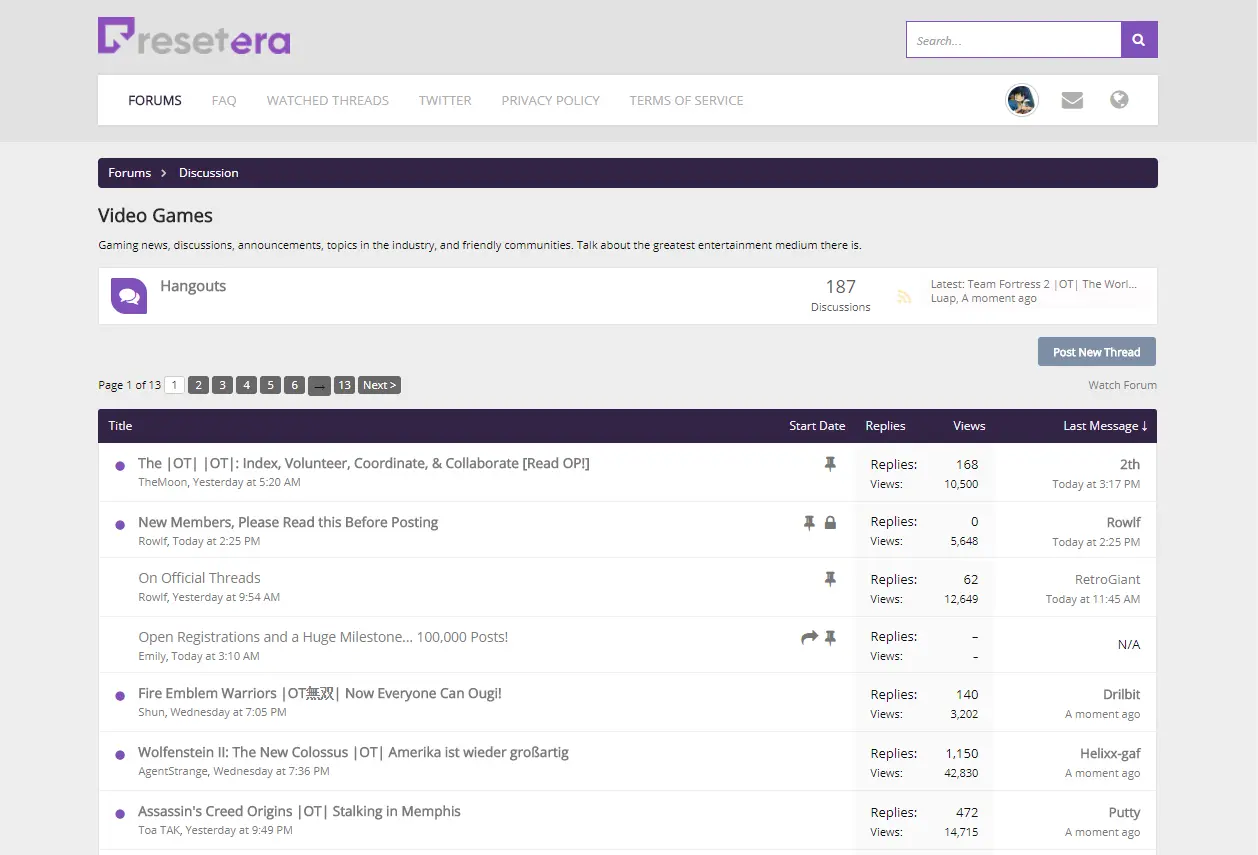 resetera
Search...
FORUMS FAQ WATCHED THREADS TWITTER PRIVACY POLICY TERMS OF SERVICE
Forums > Discussion
Video Games
Gaming news, discussions, announcements, topics in the industry, and friendly communities. Talk about the greatest entertainment medium there is.
Hangouts
187
Discussions
Latest: Team Fortress 2 |OT| The Worl...
Luap, A moment ago
Post New Thread
Page 1 of 13 1 2 3 4 5 6 → 13 Next >
Watch Forum
Title Start Date Replies Views Last Message ↓
The |OT| |OT|: Index, Volunteer, Coordinate, & Collaborate [Read OP!] Replies: 168 2th
TheMoon, Yesterday at 5:20 AM Views: 10,500 Today at 3:17 PM
New Members, Please Read this Before Posting Replies: 0 Rowlf
Rowlf, Today at 2:25 PM Views: 5,648 Today at 2:25 PM
On Official Threads Replies: 62 RetroGiant
Rowlf, Yesterday at 9:54 AM Views: 12,649 Today at 11:45 AM
Open Registrations and a Huge Milestone... 100,000 Posts! Replies: – N/A
Emily, Today at 3:10 AM Views: –
Fire Emblem Warriors |OT無双| Now Everyone Can Ougi! Replies: 140 Drilbit
Shun, Wednesday at 7:05 PM Views: 3,202 A moment ago
Wolfenstein II: The New Colossus |OT| Amerika ist wieder großartig Replies: 1,150 Helixx-gaf
AgentStrange, Wednesday at 7:36 PM Views: 42,830 A moment ago
Assassin's Creed Origins |OT| Stalking in Memphis Replies: 472 Putty
Toa TAK, Yesterday at 9:49 PM Views: 14,715 A moment ago